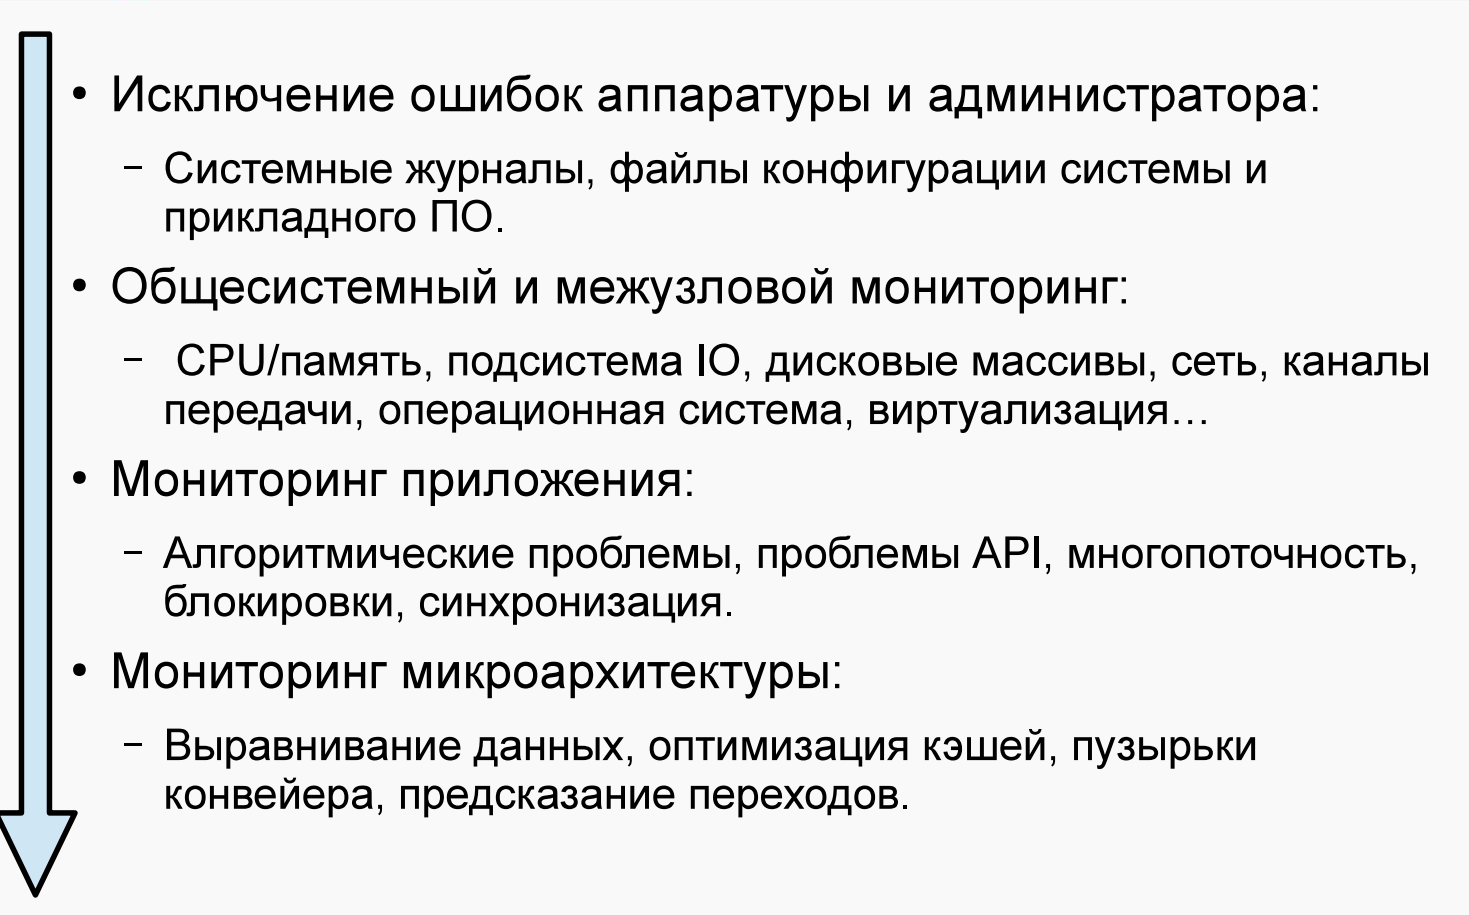 • Исключение ошибок аппаратуры и администратора:
– Системные журналы, файлы конфигурации системы и
прикладного ПО.
• Общесистемный и межузловой мониторинг:
– CPU/память, подсистема IO, дисковые массивы, сеть, каналы
передачи, операционная система, виртуализация…
• Мониторинг приложения:
– Алгоритмические проблемы, проблемы API, многопоточность,
блокировки, синхронизация.
• Мониторинг микроархитектуры:
– Выравнивание данных, оптимизация кэшей, пузырьки
конвейера, предсказание переходов.